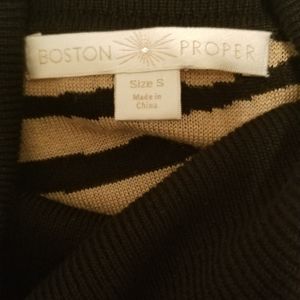 BOSTON PROPER
Size S
Made in
China